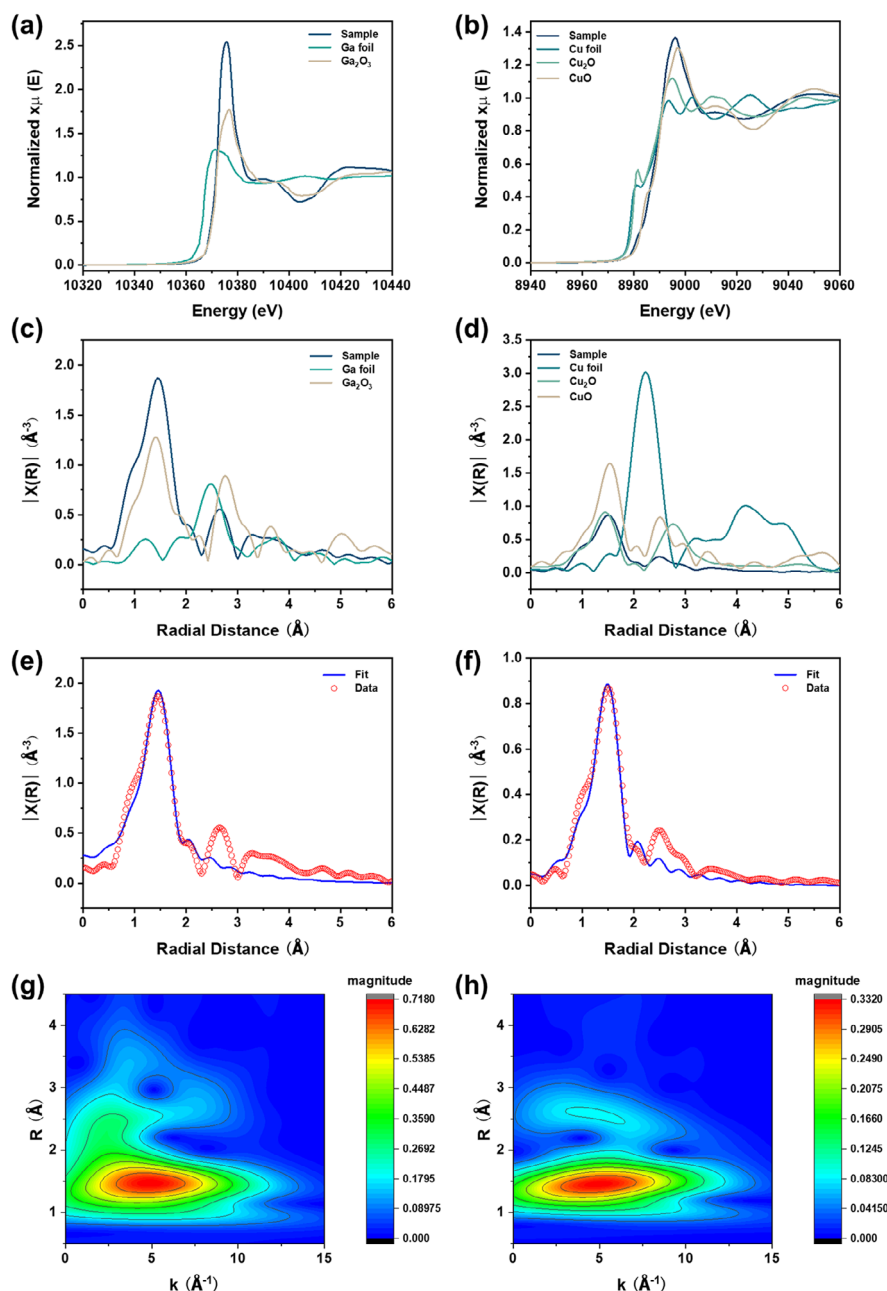 (a)
Sample
Ga foil
Ga₂O₃
2.5
2.0
1.5
1.0
0.5
0.0
Normalized xμ (E)
10320 10340 10360 10380 10400 10420 10440
Energy (eV)
(b)
Sample
Cu foil
Cu₂O
CuO
1.4
1.2
1.0
0.8
0.6
0.4
0.2
0.0
Normalized xμ (E)
8940 8960 8980 9000 9020 9040 9060
Energy (eV)
(c)
Sample
Ga foil
Ga₂O₃
2.0
1.5
1.0
0.5
0.0
|X(R)| (Å⁻³)
0 1 2 3 4 5 6
Radial Distance (Å)
(d)
Sample
Cu foil
Cu₂O
CuO
3.5
3.0
2.5
2.0
1.5
1.0
0.5
0.0
|X(R)| (Å⁻³)
0 1 2 3 4 5 6
Radial Distance (Å)
(e)
Fit
Data
2.0
1.5
1.0
0.5
0.0
|X(R)| (Å⁻³)
0 1 2 3 4 5 6
Radial Distance (Å)
(f)
Fit
Data
1.0
0.8
0.6
0.4
0.2
0.0
|X(R)| (Å⁻³)
0 1 2 3 4 5 6
Radial Distance (Å)
(g)
magnitude
0.7180
0.6282
0.5385
0.4487
0.3590
0.2692
0.1795
0.08975
0.000
4
3
2
1
R (Å)
0 5 10 15
k (Å⁻¹)
(h)
magnitude
0.3320
0.2905
0.2490
0.2075
0.1660
0.1245
0.08300
0.04150
0.000
4
3
2
1
R (Å)
0 5 10 15
k (Å⁻¹)